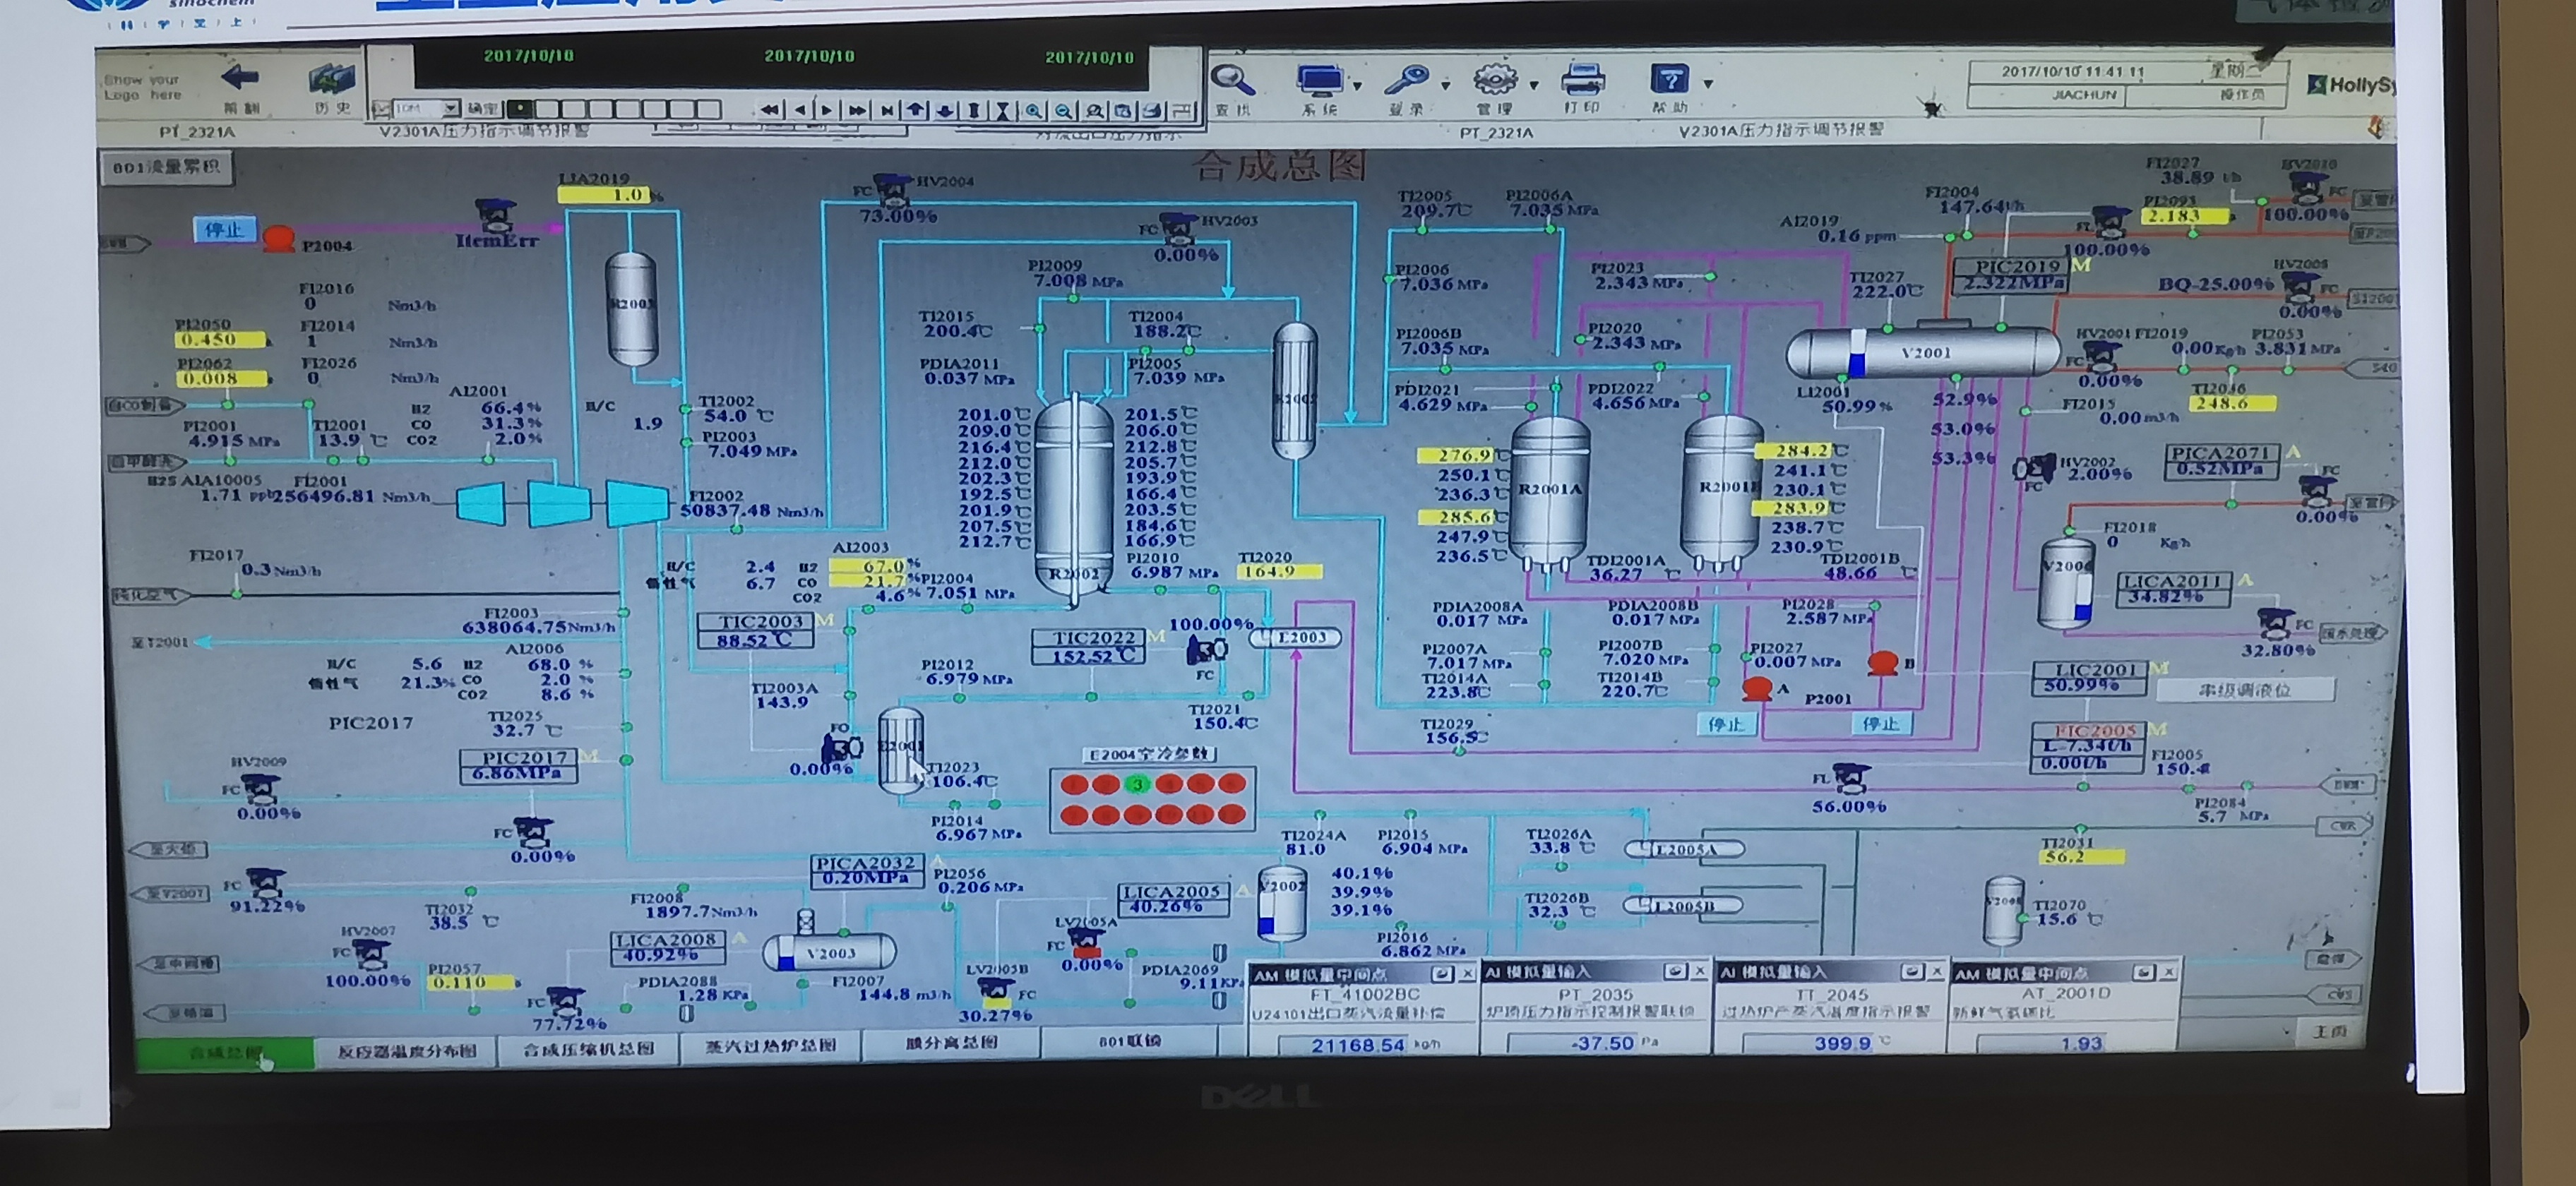 2017/10/10 2017/10/10 2017/10/10
Show your
Logo here
历史
确定
查找 系统 登录 管理 打印 帮助
2017/10/10 11:41:11
JIACHUN 操作员
HollySy
PT_2321A V2301A压力指示调节报警
PT_2321A V2301A压力指示调节报警
801流量累积
合成总图
LIA2019
1.0 %
停止
P2004
ItemErr
FC HV2004
73.00%
FC HV2003
0.00%
R2003
FI2016
0 Nm3/h
PI2050
0.450
FI2014
1 Nm3/h
PI2062
0.008
FI2026
0 Nm3/h
AI2001
H2 66.4%
CO 31.3%
CO2 2.0%
H/C
1.9
PI2001
4.915 MPa
TI2001
13.9 ℃
H2S AIA10005
1.71
FI2001
256496.81 Nm3/h
TI2002
54.0 ℃
PI2003
7.049 MPa
FI2002
50837.48 Nm3/h
FI2017
0.3 Nm3/h
FI2003
638064.75 Nm3/h
至T2001
AI2006
H/C 5.6 H2 68.0 %
惰性气 21.3% CO 2.0 %
CO2 8.6 %
PIC2017
TI2025
32.7 ℃
PIC2017 M
6.86MPa
HV2009
FC
0.00%
FC
0.00%
至火炬
至V2007
FC
91.22%
TI2032
38.5 ℃
HV2007
FC
100.00%
PI2057
0.110
FC
77.72%
FI2008
1897.7Nm3/h
LICA2008 A
40.92%
PDIA2088
1.28 KPa
PICA2032 A
0.20MPa
V2003
FI2007
144.8 m3/h
PI2056
0.206 MPa
LV2005B
FC
30.27%
LV2005A
FC
0.00%
LICA2005 A
40.26%
PDIA2069
9.11KPa
PI2009
7.008 MPa
TI2015
200.4℃
TI2004
188.2℃
PDIA2011
0.037 MPa
PI2005
7.039 MPa
201.0℃ 201.5℃
209.0℃ 206.0℃
216.4℃ 212.8℃
212.0℃ 205.7℃
202.3℃ 193.9℃
192.5℃ 166.4℃
201.9℃ 203.5℃
207.5℃ 184.6℃
212.7℃ 166.9℃
R2002
AI2003
H/C 2.4 H2 67.0 %
惰性气 6.7 CO 21.7 %
CO2 4.6 %
PI2004
7.051 MPa
PI2010
6.987 MPa
TI2020
164.9
TIC2003 M
88.52℃
TIC2022 M
152.52℃
100.00%
FC
E2003
PI2012
6.979 MPa
TI2003A
143.9
TI2021
150.4℃
FO
0.00%
E2001
TI2023
106.4℃
PI2014
6.967 MPa
E2004空冷参数
3
TI2005
209.7℃
PI2006A
7.035MPa
PI2006
7.036 MPa
PI2006B
7.035 MPa
PI2023
2.343 MPa
PI2020
2.343 MPa
PDI2021
4.629 MPa
PDI2022
4.656 MPa
276.9℃
250.1℃
236.3℃
285.6℃
247.9℃
236.5℃
R2001A
284.2℃
241.1℃
230.1℃
283.9℃
238.7℃
230.9℃
TDI2001A
36.27 ℃
TDI2001B
48.66 ℃
PDIA2008A
0.017 MPa
PDIA2008B
0.017 MPa
PI2028
2.587 MPa
PI2007A
7.017 MPa
PI2007B
7.020 MPa
PI2027
0.007 MPa
TI2014A
223.8℃
TI2014B
220.7℃
A B
P2001
停止 停止
TI2029
156.5℃
FI2027
38.89 t/h
HV2010
FC
100.00%
FI2004
147.64t/h
PI2093
2.183
AI2019
0.16 ppm
FL
100.00%
PIC2019 M
2.322MPa
TI2027
222.0℃
BQ-25.00%
HV2008
FC
0.00%
V2001
HV2001
FC
0.00%
FI2019
0.00Kg/h
PI2053
3.831 MPa
TI2036
248.6
LI2001
50.99%
52.9%
53.0%
53.3%
FI2015
0.00m3/h
HV2002
2.00%
FC
PICA2071 A
0.52MPa
FC
0.00%
FI2018
0 Kg/h
V2006
LICA2011 A
34.82%
FC
32.80%
LIC2001 M
50.99%
串级调液位
FIC2005 M
L-7.34t/h
0.00t/h
FI2005
150.4
FL
56.00%
PI2084
5.7 MPa
CWR
TI2031
56.2
TI2024A
81.0
PI2015
6.904 MPa
TI2026A
33.8 ℃
E2005A
TI2026B
32.3 ℃
E2005B
V2002
40.1%
39.9%
39.1%
PI2016
6.862 MPa
TI2070
15.6 ℃
CWS
AM 模拟量中间点
FT_41002BC
U24101出口蒸汽流量补偿
21168.54 kg/h
AI 模拟量输入
PT_2035
炉顶压力指示控制报警联锁
-37.50 Pa
AI 模拟量输入
TT_2045
过热炉产蒸汽温度指示报警
399.9 ℃
AM 模拟量中间点
AT_2001D
新鲜气氢碳比
1.93
合成总图 反应器温度分布图 合成压缩机总图 蒸汽过热炉总图 膜分离总图 801联锁 主页
DELL